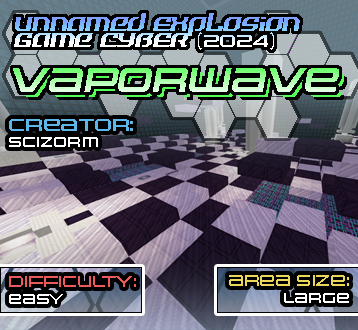 UNNAMED EXPLOSION
GAME CYBER (2024)
VAPORWAVE
CREATOR:
SCIZORM
DIFFICULTY:
EASY
AREA SIZE:
LARGE